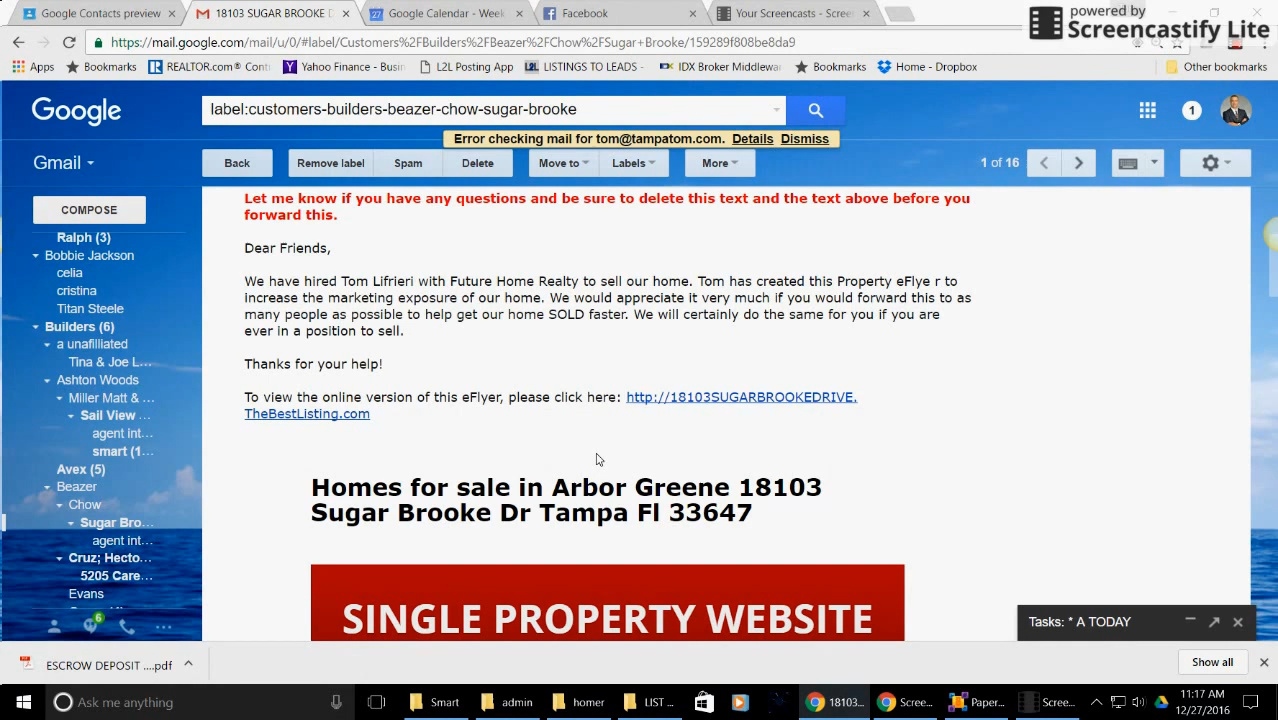 Google Contacts preview
18103 SUGAR BROOKE D
Google Calendar - Week
Facebook
Your Screencasts - Scree
powered by
Screencastify Lite
https://mail.google.com/mail/u/0/#label/Customers%2FBuilders%2FBeazer%2FChow%2FSugar+Brooke/159289f808be8da9
Apps
Bookmarks
REALTOR.com® Cont
Yahoo Finance - Busin
L2L Posting App
LISTINGS TO LEADS -
IDX Broker Middlewar
Bookmarks
Home - Dropbox
Other bookmarks
Google
label:customers-builders-beazer-chow-sugar-brooke
1
Error checking mail for tom@tampatom.com. Details Dismiss
Gmail
Back
Remove label
Spam
Delete
Move to
Labels
More
1 of 16
COMPOSE
Ralph (3)
Bobbie Jackson
celia
cristina
Titan Steele
Builders (6)
a unafilliated
Tina & Joe L...
Ashton Woods
Miller Matt & ...
Sail View ...
agent int...
smart (1...
Avex (5)
Beazer
Chow
Sugar Bro...
agent int...
Cruz; Hecto...
5205 Care...
Evans
6
Let me know if you have any questions and be sure to delete this text and the text above before you
forward this.
Dear Friends,
We have hired Tom Lifrieri with Future Home Realty to sell our home. Tom has created this Property eFlye r to
increase the marketing exposure of our home. We would appreciate it very much if you would forward this to as
many people as possible to help get our home SOLD faster. We will certainly do the same for you if you are
ever in a position to sell.
Thanks for your help!
To view the online version of this eFlyer, please click here: http://18103SUGARBROOKEDRIVE.
TheBestListing.com
Homes for sale in Arbor Greene 18103
Sugar Brooke Dr Tampa Fl 33647
SINGLE PROPERTY WEBSITE
Tasks: * A TODAY
ESCROW DEPOSIT ....pdf
Show all
Ask me anything
Smart
admin
homer
LIST ...
18103...
Scree...
Paper...
Scree...
11:17 AM
12/27/2016